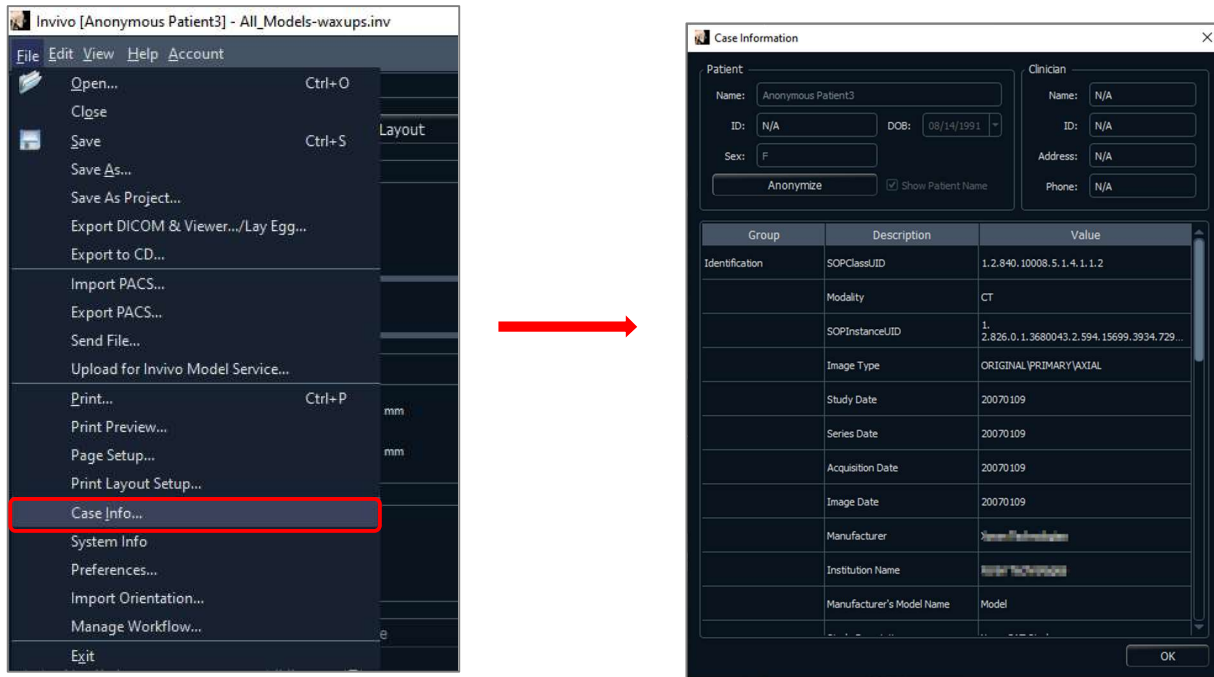 Invivo [Anonymous Patient3] - All_Models-waxups.inv
File Edit View Help Account
Open... Ctrl+O
Close
Save Ctrl+S
Save As...
Save As Project...
Export DICOM & Viewer.../Lay Egg...
Export to CD...
Import PACS...
Export PACS...
Send File...
Upload for Invivo Model Service...
Print... Ctrl+P
Print Preview...
Page Setup...
Print Layout Setup...
Case Info...
System Info
Preferences...
Import Orientation...
Manage Workflow...
Exit
Layout
mm
mm
Case Information
Patient
Name: Anonymous Patient3
ID: N/A DOB: 08/14/1991
Sex: F
Anonymize Show Patient Name
Clinician
Name: N/A
ID: N/A
Address: N/A
Phone: N/A
Group Description Value
Identification SOPClassUID 1.2.840.10008.5.1.4.1.1.2
Modality CT
SOPInstanceUID 1.
2.826.0.1.3680043.2.594.15699.3934.729...
Image Type ORIGINAL\PRIMARY\AXIAL
Study Date 20070109
Series Date 20070109
Acquisition Date 20070109
Image Date 20070109
Manufacturer
Institution Name
Manufacturer's Model Name Model
OK